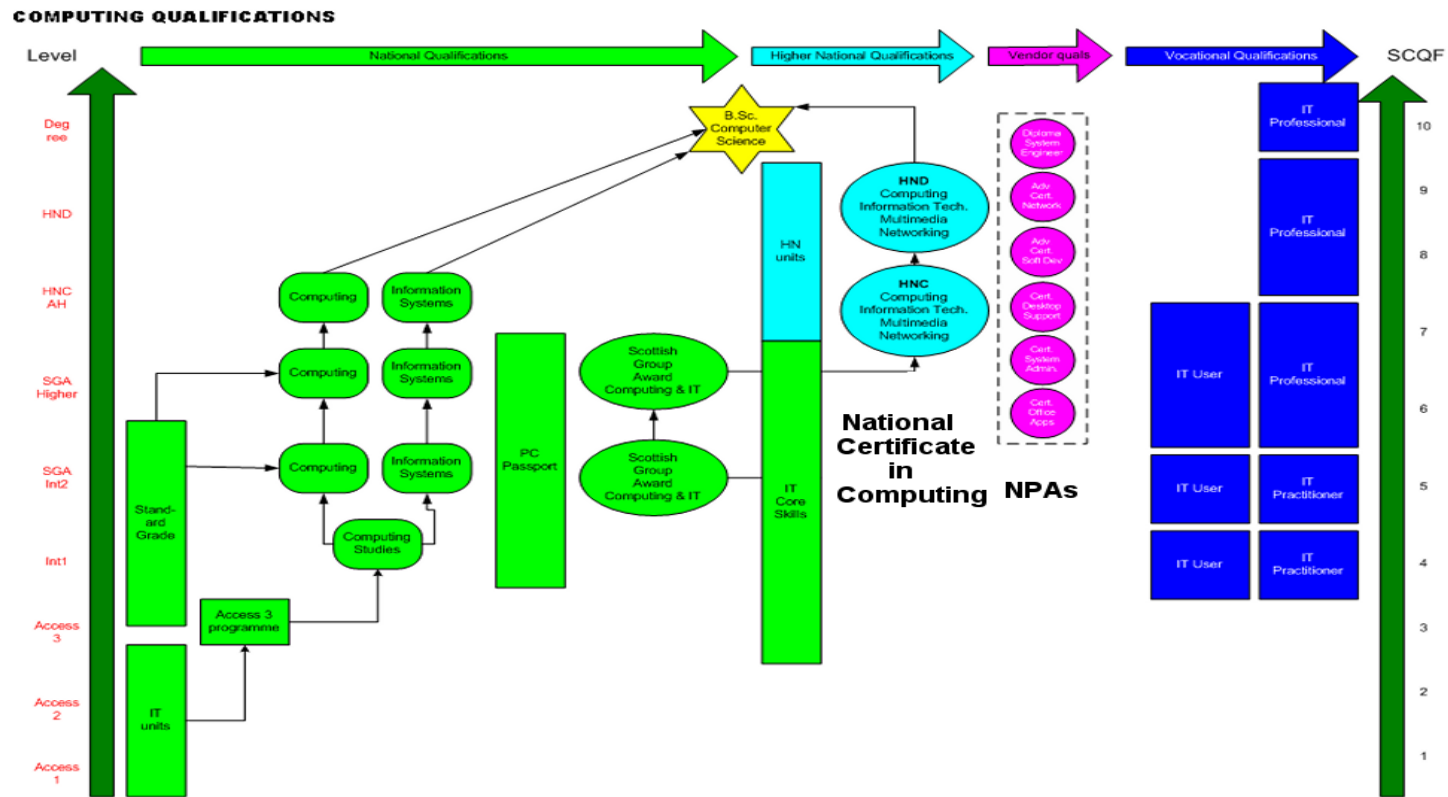 COMPUTING QUALIFICATIONS
Level
National Qualifications
Higher National Qualifications
Vendor quals
Vocational Qualifications
SCQF
Deg
ree
HND
HNC
AH
SGA
Higher
SGA
Int2
Int1
Access
3
Access
2
Access
1
Stand-
ard
Grade
IT
units
Access 3
programme
B.Sc.
Computer
Science
Computing
Information
Systems
Computing
Information
Systems
Computing
Information
Systems
Computing
Studies
PC
Passport
Scottish
Group
Award
Computing & IT
Scottish
Group
Award
Computing & IT
HN
units
IT
Core
Skills
HND
Computing
Information Tech.
Multimedia
Networking
HNC
Computing
Information Tech.
Multimedia
Networking
National
Certificate
in
Computing
Diploma
System
Engineer
Adv
Cert.
Network
Adv
Cert.
Soft Dev
Cert.
Desktop
Support
Cert.
System
Admin.
Cert.
Office
Apps
NPAs
IT
Professional
IT
Professional
IT User
IT
Professional
IT User
IT
Practitioner
IT User
IT
Practitioner
10
9
8
7
6
5
4
3
2
1